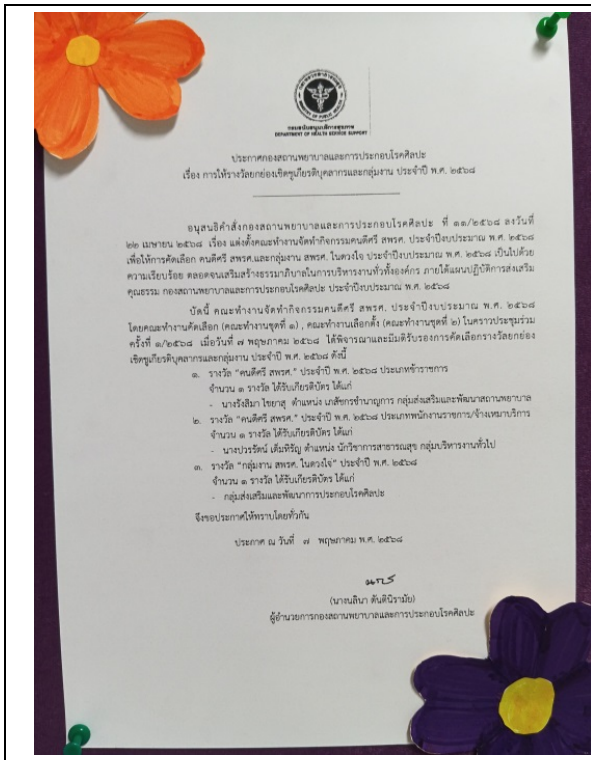 กรมสนับสนุนบริการสุขภาพ
DEPARTMENT OF HEALTH SERVICE SUPPORT
ประกาศกองสถานพยาบาลและการประกอบโรคศิลปะ
เรื่อง การให้รางวัลยกย่องเชิดชูเกียรติบุคลากรและกลุ่มงาน ประจำปี พ.ศ. ๒๕๖๘
อนุสนธิคำสั่งกองสถานพยาบาลและการประกอบโรคศิลปะ ที่ ๑๑/๒๕๖๘ ลงวันที่
๒๒ เมษายน ๒๕๖๘ เรื่อง แต่งตั้งคณะทำงานจัดทำกิจกรรมคนดีศรี สพรศ. ประจำปีงบประมาณ พ.ศ. ๒๕๖๘
เพื่อให้การคัดเลือก คนดีศรี สพรศ.และกลุ่มงาน สพรศ. ในดวงใจ ประจำปีงบประมาณ พ.ศ. ๒๕๖๘ เป็นไปด้วย
ความเรียบร้อย ตลอดจนเสริมสร้างธรรมาภิบาลในการบริหารงานทั่วทั้งองค์กร ภายใต้แผนปฏิบัติการส่งเสริม
คุณธรรม กองสถานพยาบาลและการประกอบโรคศิลปะ ประจำปีงบประมาณ พ.ศ. ๒๕๖๘
บัดนี้ คณะทำงานจัดทำกิจกรรมคนดีศรี สพรศ. ประจำปีงบประมาณ พ.ศ. ๒๕๖๘
โดยคณะทำงานคัดเลือก (คณะทำงานชุดที่ ๑) , คณะทำงานเลือกตั้ง (คณะทำงานชุดที่ ๒) ในคราวประชุมร่วม
ครั้งที่ ๑/๒๕๖๘ เมื่อวันที่ ๗ พฤษภาคม ๒๕๖๘ ได้พิจารณาและมีมติรับรองการคัดเลือกรางวัลยกย่อง
เชิดชูเกียรติบุคลากรและกลุ่มงาน ประจำปี พ.ศ. ๒๕๖๘ ดังนี้
๑. รางวัล "คนดีศรี สพรศ." ประจำปี พ.ศ. ๒๕๖๘ ประเภทข้าราชการ
จำนวน ๑ รางวัล ได้รับเกียรติบัตร ได้แก่
- นางรังสิมา ไชยาสุ ตำแหน่ง เภสัชกรชำนาญการ กลุ่มส่งเสริมและพัฒนาสถานพยาบาล
๒. รางวัล "คนดีศรี สพรศ." ประจำปี พ.ศ. ๒๕๖๘ ประเภทพนักงานราชการ/จ้างเหมาบริการ
จำนวน ๑ รางวัล ได้รับเกียรติบัตร ได้แก่
- นางปวรรัตน์ เต็มหิรัญ ตำแหน่ง นักวิชาการสาธารณสุข กลุ่มบริหารงานทั่วไป
๓. รางวัล "กลุ่มงาน สพรศ. ในดวงใจ" ประจำปี พ.ศ. ๒๕๖๘
จำนวน ๑ รางวัล ได้รับเกียรติบัตร ได้แก่
- กลุ่มส่งเสริมและพัฒนาการประกอบโรคศิลปะ
จึงขอประกาศให้ทราบโดยทั่วกัน
ประกาศ ณ วันที่ ๗ พฤษภาคม พ.ศ. ๒๕๖๘
(นางนลินา ตันตินิรามัย)
ผู้อำนวยการกองสถานพยาบาลและการประกอบโรคศิลปะ